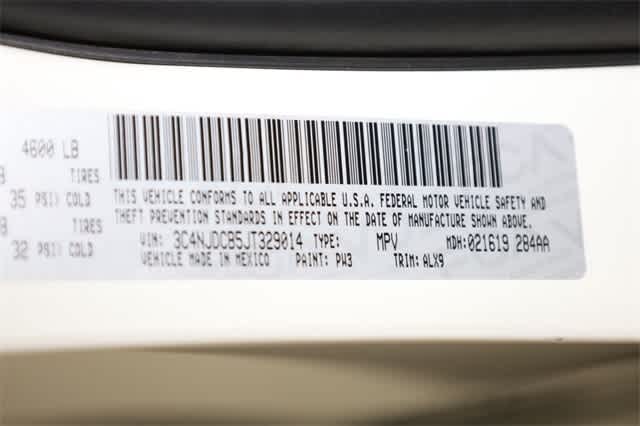 4600 LB
TIRES
35 PSI) COLD
TIRES
32 PSI) COLD
THIS VEHICLE CONFORMS TO ALL APPLICABLE U.S.A. FEDERAL MOTOR VEHICLE SAFETY AND
THEFT PREVENTION STANDARDS IN EFFECT ON THE DATE OF MANUFACTURE SHOWN ABOVE.
VIN: 3C4NJDCB5JT329014 TYPE: MPV MDH:021619 284AA
VEHICLE MADE IN MEXICO PAINT: PW3 TRIM:ALX9